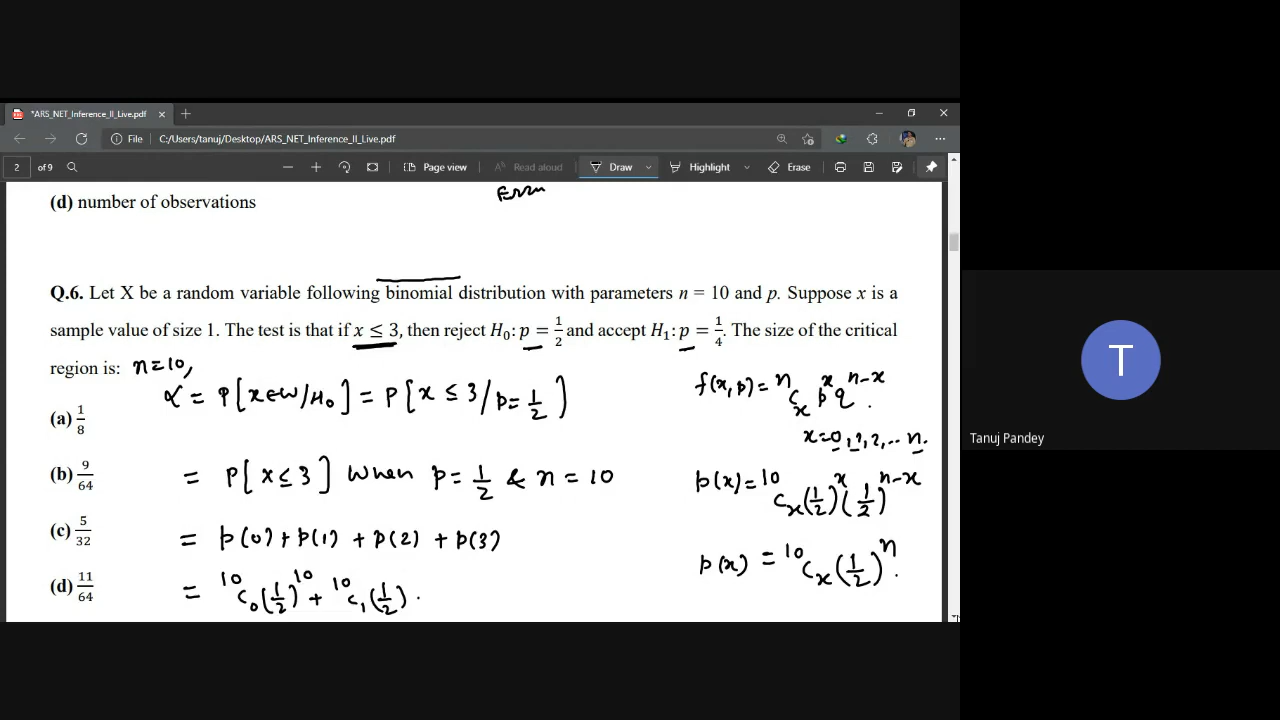 *ARS_NET_Inference_II_Live.pdf
File C:/Users/tanuj/Desktop/ARS_NET_Inference_II_Live.pdf
2 of 9 Page view Read aloud Draw Highlight Erase
(d) number of observations
Q.6. Let X be a random variable following binomial distribution with parameters n = 10 and p. Suppose x is a
sample value of size 1. The test is that if x ≤ 3, then reject H₀: p = 1/2 and accept H₁: p = 1/4. The size of the critical
region is: n=10,
α = P[x∈W/H₀] = P[x ≤ 3/p=1/2]
f(x,p) = ⁿCₓ pˣ qⁿ⁻ˣ.
x=0,1,2,..n.
(a) 1/8
(b) 9/64
= P[x≤3] when p=1/2 & n=10
p(x) = ¹⁰Cₓ(1/2)ˣ(1/2)ⁿ⁻ˣ
(c) 5/32
= p(0)+p(1)+p(2)+p(3)
p(x) = ¹⁰Cₓ(1/2)ⁿ.
(d) 11/64
= ¹⁰C₀(1/2)¹⁰ + ¹⁰C₁(1/2)
T
Tanuj Pandey